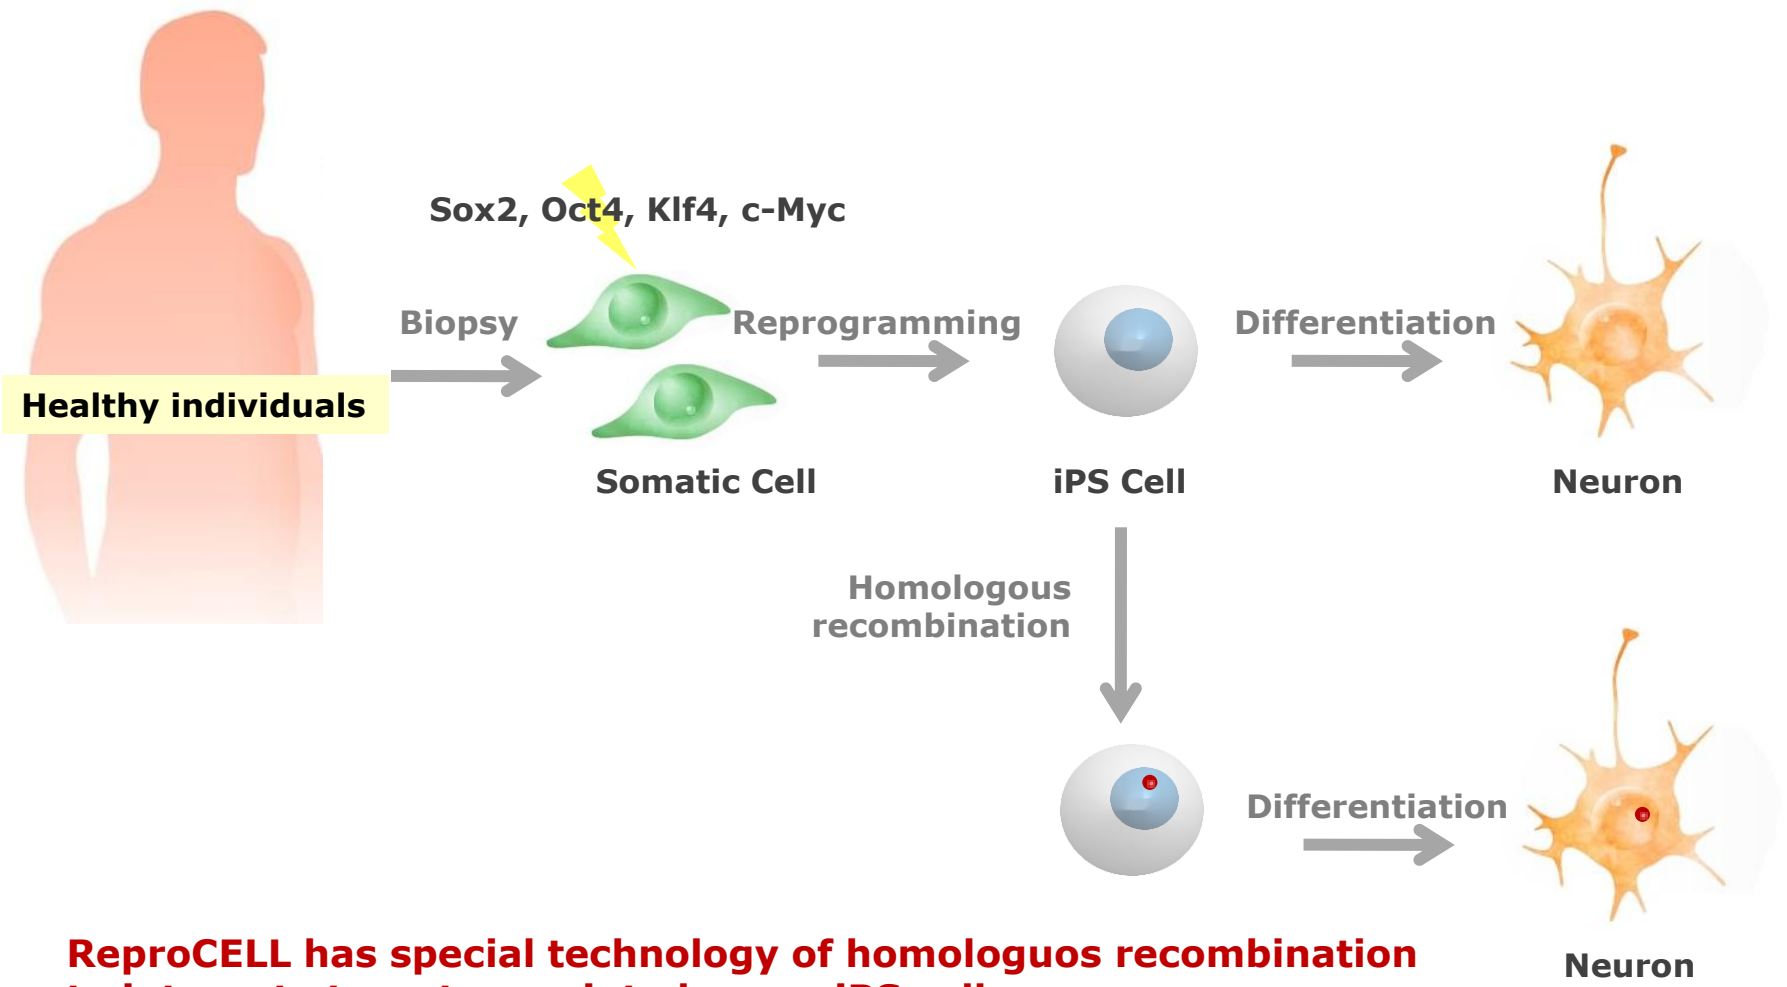 Sox2, Oct4, Klf4, c-Myc
Biopsy
Reprogramming
Differentiation
Healthy individuals
Somatic Cell
iPS Cell
Neuron
Homologous
recombination
Differentiation
ReproCELL has special technology of homologuos recombination
Neuron